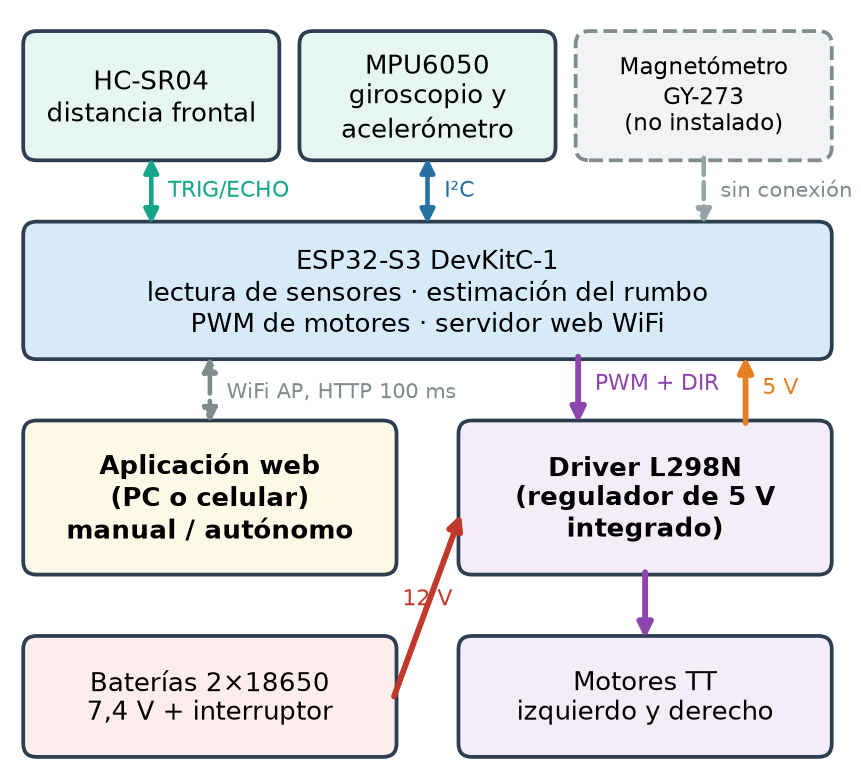 HC-SR04
distancia frontal
MPU6050
giroscopio y
acelerómetro
Magnetómetro
GY-273
(no instalado)
TRIG/ECHO
I²C
sin conexión
ESP32-S3 DevKitC-1
lectura de sensores · estimación del rumbo
PWM de motores · servidor web WiFi
WiFi AP, HTTP 100 ms
PWM + DIR
5 V
Aplicación web
(PC o celular)
manual / autónomo
Driver L298N
(regulador de 5 V
integrado)
12 V
Baterías 2×18650
7,4 V + interruptor
Motores TT
izquierdo y derecho